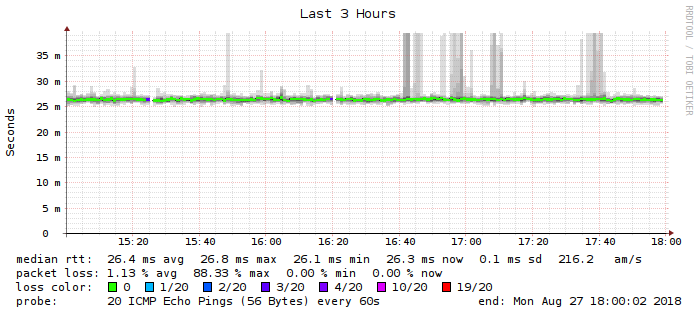 Last 3 Hours
RRDTOOL / TOBI OETIKER
Seconds
35 m
30 m
25 m
20 m
15 m
10 m
5 m
0
15:20 15:40 16:00 16:20 16:40 17:00 17:20 17:40 18:00
median rtt: 26.4 ms avg 26.8 ms max 26.1 ms min 26.3 ms now 0.1 ms sd 216.2 am/s
packet loss: 1.13 % avg 88.33 % max 0.00 % min 0.00 % now
loss color: 0 1/20 2/20 3/20 4/20 10/20 19/20
probe: 20 ICMP Echo Pings (56 Bytes) every 60s end: Mon Aug 27 18:00:02 2018